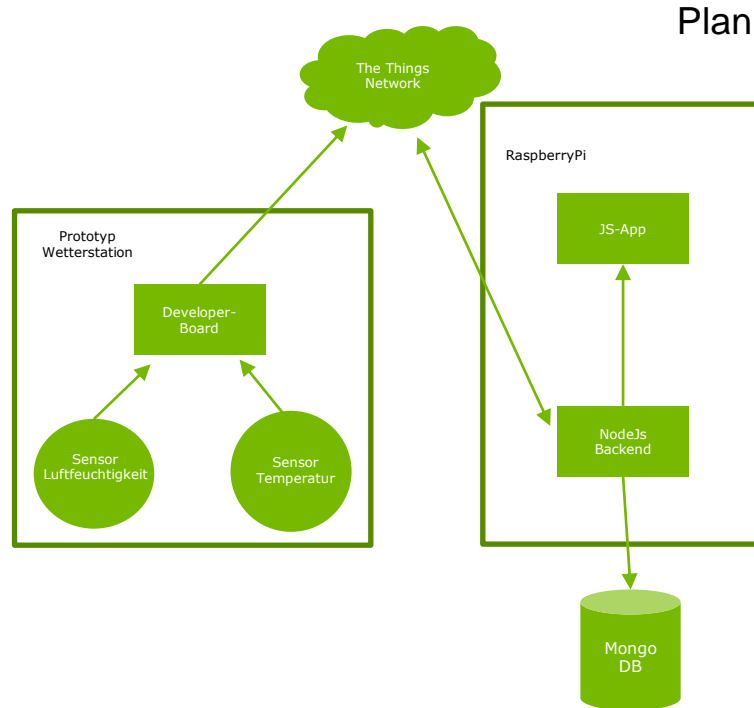 Plan
The Things
Network
RaspberryPi
JS-App
Prototyp
Wetterstation
Developer-
Board
Sensor
Luftfeuchtigkeit
Sensor
Temperatur
NodeJs
Backend
Mongo
DB